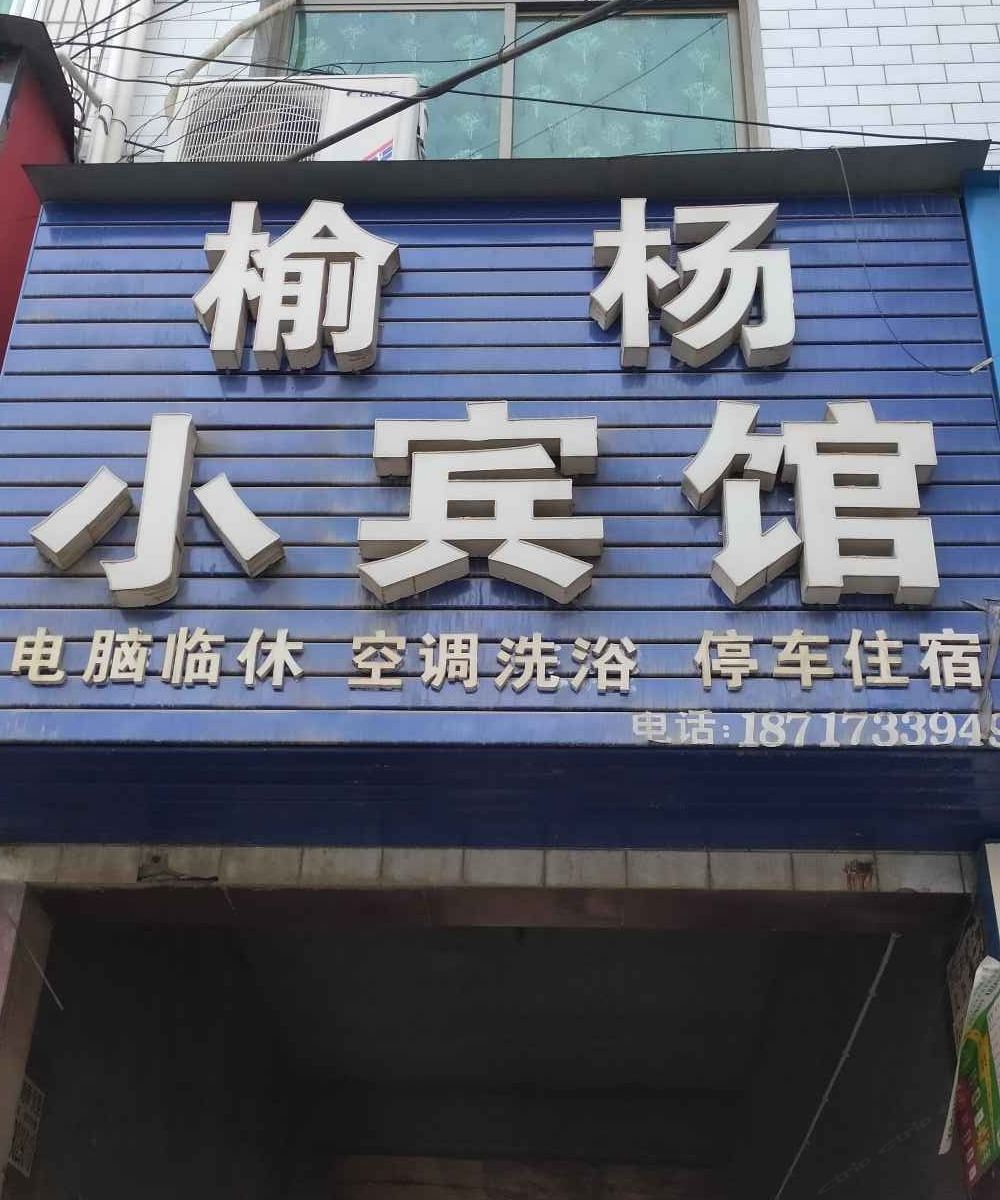 榆杨
小宾馆
电脑临休 空调洗浴 停车住宿
电话:1871733949